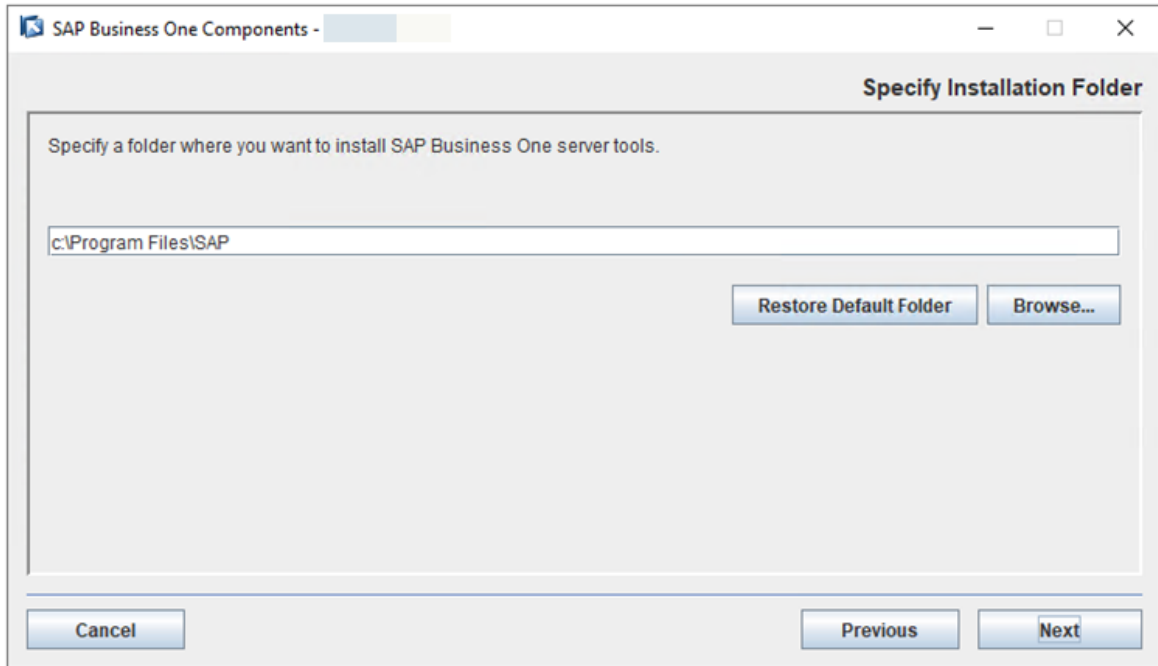 SAP Business One Components -
Specify Installation Folder
Specify a folder where you want to install SAP Business One server tools.
c:\Program Files\SAP
Restore Default Folder
Browse...
Cancel
Previous
Next